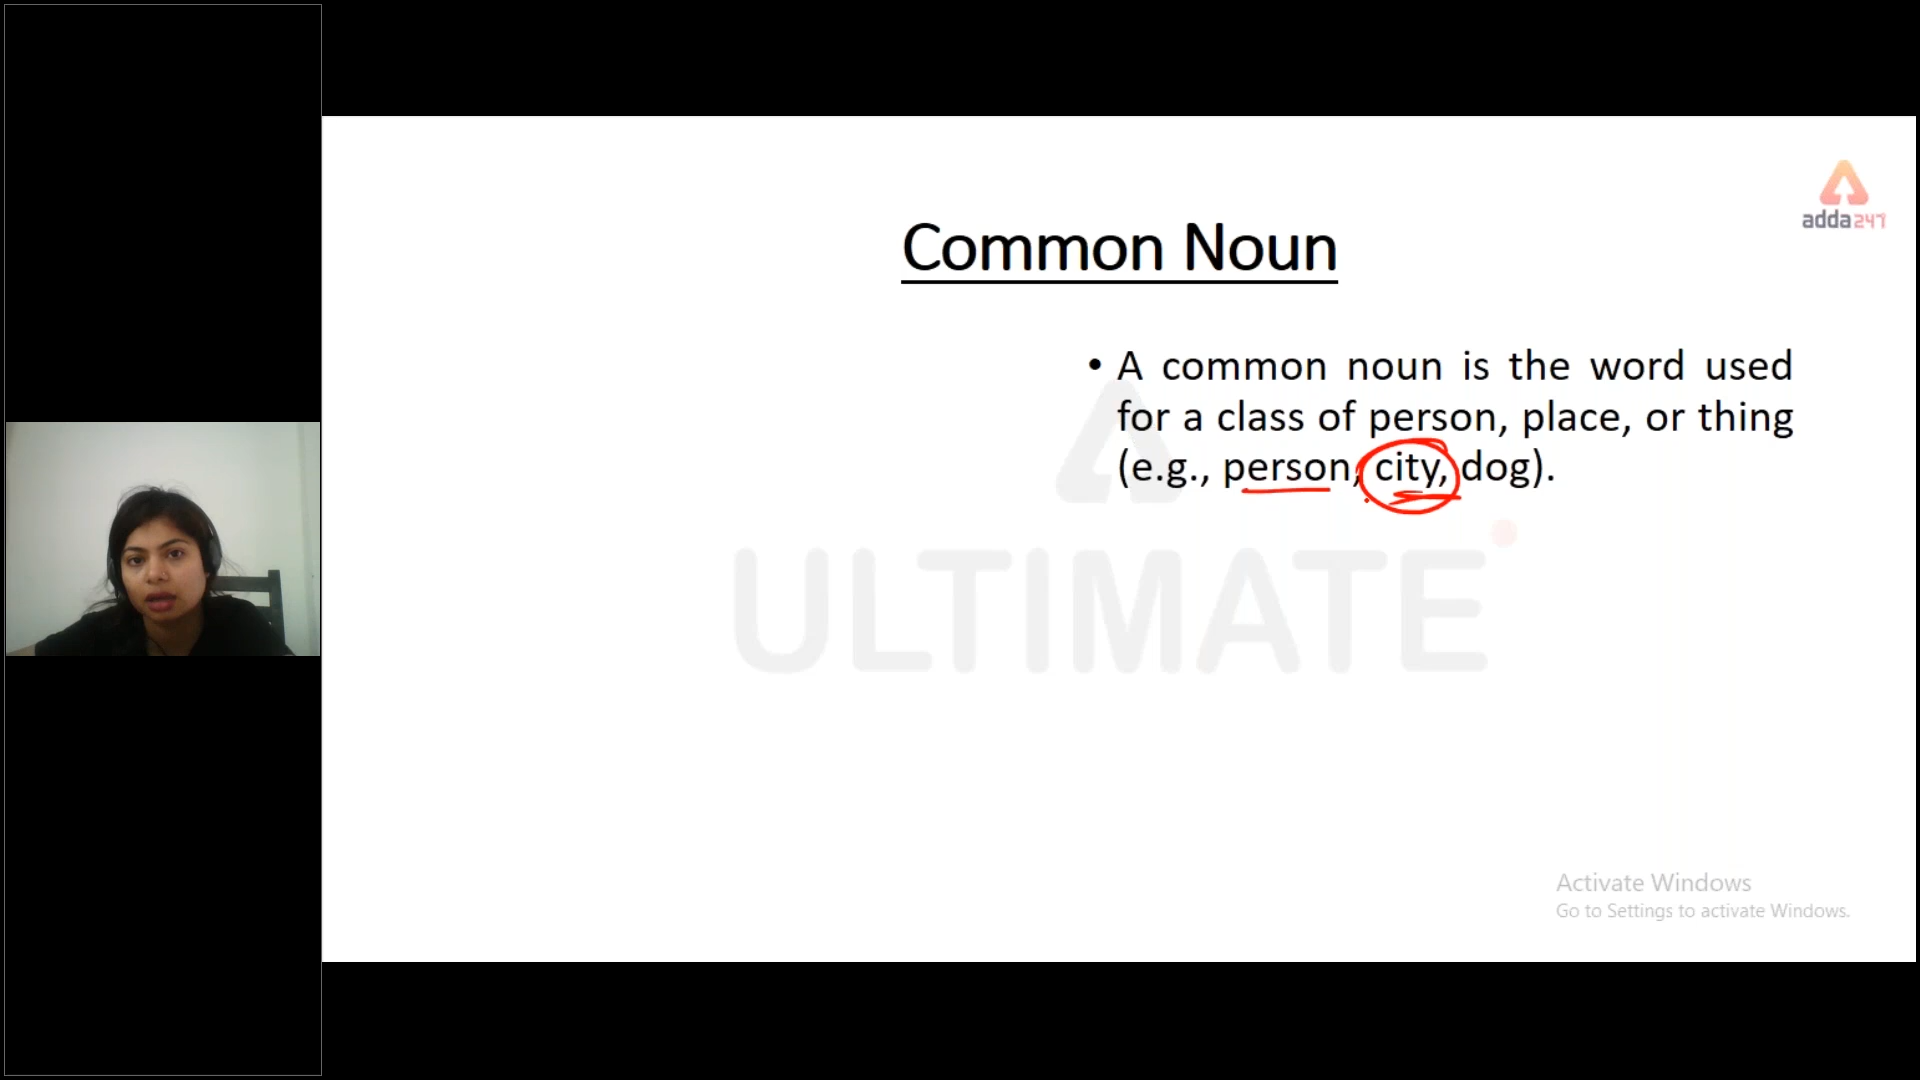 adda247
Common Noun
• A common noun is the word used
for a class of person, place, or thing
(e.g., person, city, dog).
ULTIMATE
Activate Windows
Go to Settings to activate Windows.